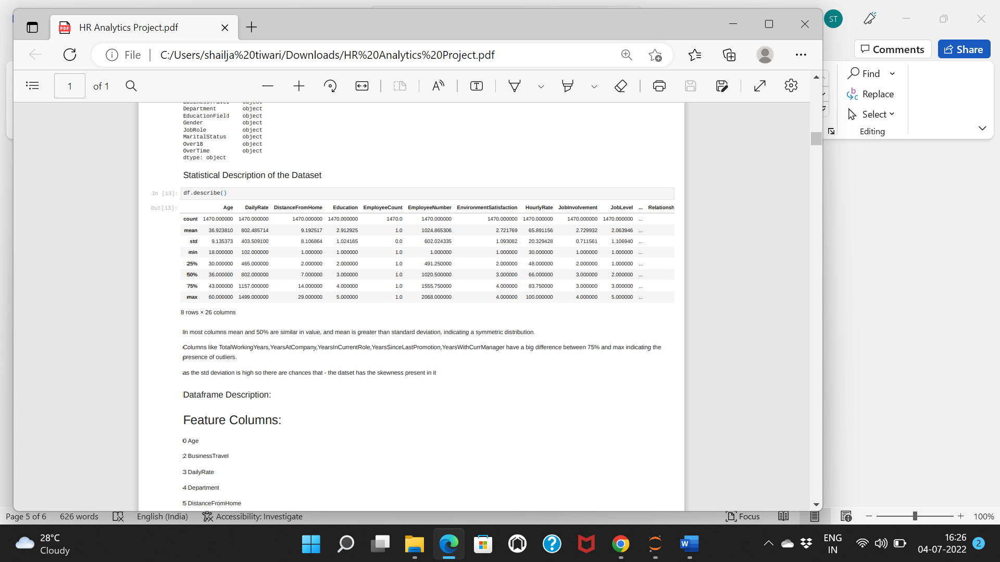 HR Analytics Project.pdf
ST
File
C:/Users/shailja%20tiwari/Downloads/HR%20Analytics%20Project.pdf
Comments
Share
1 of 1
Find
Replace
Select
Editing
BusinessTravel object
Department object
EducationField object
Gender object
JobRole object
MaritalStatus object
Over18 object
OverTime object
dtype: object
Statistical Description of the Dataset
In [13]: df.describe()
Out[13]:
Age DailyRate DistanceFromHome Education EmployeeCount EmployeeNumber EnvironmentSatisfaction HourlyRate JobInvolvement JobLevel ... Relationsh
count 1470.000000 1470.000000 1470.000000 1470.000000 1470.0 1470.000000 1470.000000 1470.000000 1470.000000 1470.000000 ...
mean 36.923810 802.485714 9.192517 2.912925 1.0 1024.865306 2.721769 65.891156 2.729932 2.063946 ...
std 9.135373 403.509100 8.106864 1.024165 0.0 602.024335 1.093082 20.329428 0.711561 1.106940 ...
min 18.000000 102.000000 1.000000 1.000000 1.0 1.000000 1.000000 30.000000 1.000000 1.000000 ...
25% 30.000000 465.000000 2.000000 2.000000 1.0 491.250000 2.000000 48.000000 2.000000 1.000000 ...
50% 36.000000 802.000000 7.000000 3.000000 1.0 1020.500000 3.000000 66.000000 3.000000 2.000000 ...
75% 43.000000 1157.000000 14.000000 4.000000 1.0 1555.750000 4.000000 83.750000 3.000000 3.000000 ...
max 60.000000 1499.000000 29.000000 5.000000 1.0 2068.000000 4.000000 100.000000 4.000000 5.000000 ...
8 rows × 26 columns
In most columns mean and 50% are similar in value, and mean is greater than standard deviation, indicating a symmetric distribution.
Columns like TotalWorkingYears,YearsAtCompany,YearsInCurrentRole,YearsSinceLastPromotion,YearsWithCurrManager have a big difference between 75% and max indicating the
presence of outliers.
as the std deviation is high so there are chances that - the datset has the skewness present in it
Dataframe Description:
Feature Columns:
0 Age
2 BusinessTravel
3 DailyRate
4 Department
5 DistanceFromHome
Page 5 of 6 626 words English (India) Accessibility: Investigate Focus 100%
28°C
Cloudy
ENG
IN
16:26
04-07-2022
2